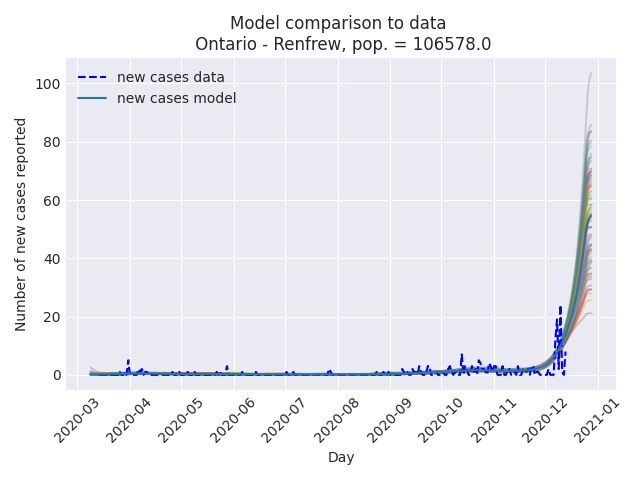 Model comparison to data
Ontario - Renfrew, pop. = 106578.0
new cases data
new cases model
Number of new cases reported
100
80
60
40
20
0
2020-03
2020-04
2020-05
2020-06
2020-07
2020-08
2020-09
2020-10
2020-11
2020-12
2021-01
Day